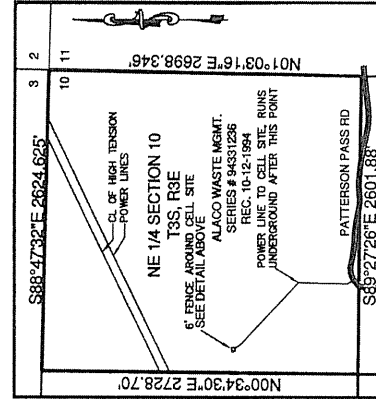 3 2
S88°47'32"E 2624.625'
10 11
CL OF HIGH TENSION
POWER LINES
N01°03'16"E 2698.346'
NE 1/4 SECTION 10
T3S, R3E
6' FENCE AROUND CELL SITE
SEE DETAIL ABOVE
ALACO WASTE MGMT.
SERIES # 94331236
REC. 10-12-1994
POWER LINE TO CELL SITE, RUNS
UNDERGROUND AFTER THIS POINT
N00°34'30"E 2728.70'
PATTERSON PASS RD
S89°27'26"E 2601.88'